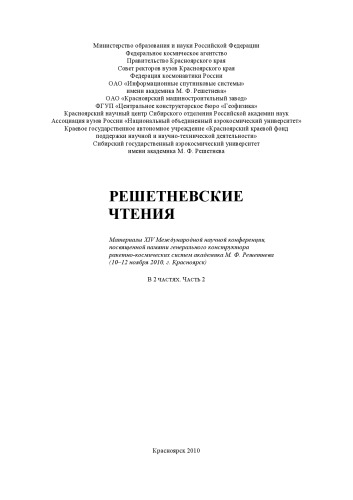 Министерство образования и науки Российской Федерации
Федеральное космическое агентство
Правительство Красноярского края
Совет ректоров вузов Красноярского края
Федерация космонавтики России
ОАО «Информационные спутниковые системы»
имени академика М. Ф. Решетнева»
ОАО «Красноярский машиностроительный завод»
ФГУП «Центральное конструкторское бюро «Геофизика»
Красноярский научный центр Сибирского отделения Российской академии наук
Ассоциация вузов России «Национальный объединенный аэрокосмический университет»
Краевое государственное автономное учреждение «Красноярский краевой фонд
поддержки научной и научно-технической деятельности»
Сибирский государственный аэрокосмический университет
имени академика М. Ф. Решетнева
РЕШЕТНЕВСКИЕ
ЧТЕНИЯ
Материалы XIV Международной научной конференции,
посвященной памяти генерального конструктора
ракетно-космических систем академика М. Ф. Решетнева
(10–12 ноября 2010, г. Красноярск)
В 2 частях. Часть 2
Красноярск 2010